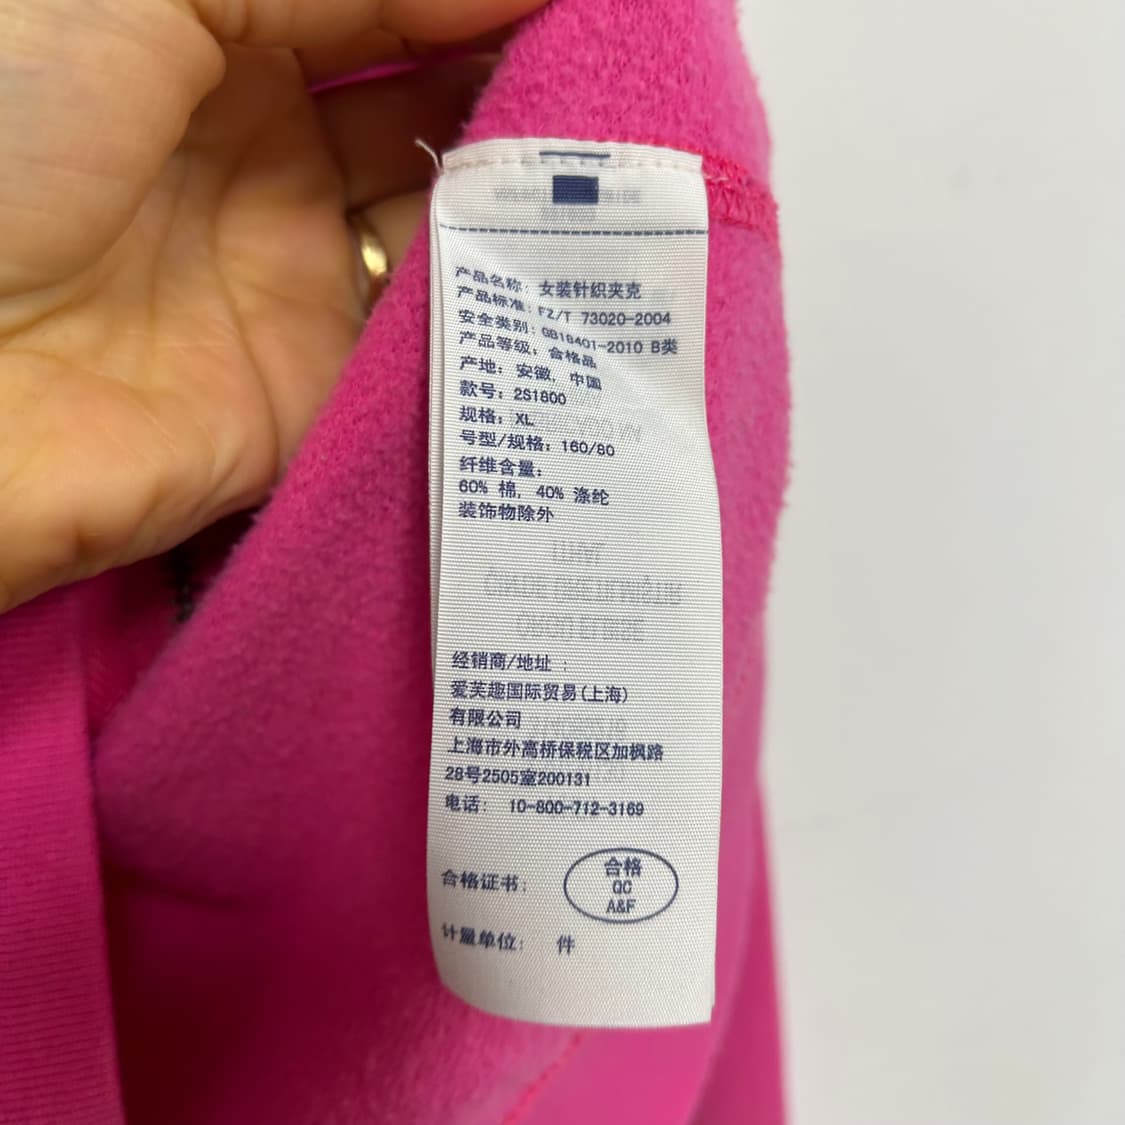 产品名称: 女装针织夹克
产品标准: FZ/T 73020-2004
安全类别: GB18401-2010 B类
产品等级: 合格品
产地: 安徽, 中国
款号: 2S1800
规格: XL
号型/规格: 160/80
纤维含量:
60% 棉, 40% 涤纶
装饰物除外
经销商/地址 :
爱芙趣国际贸易(上海)
有限公司
上海市外高桥保税区加枫路
28号2505室200131
电话: 10-800-712-3169
合格证书:
合格
QC
A&F
计量单位: 件